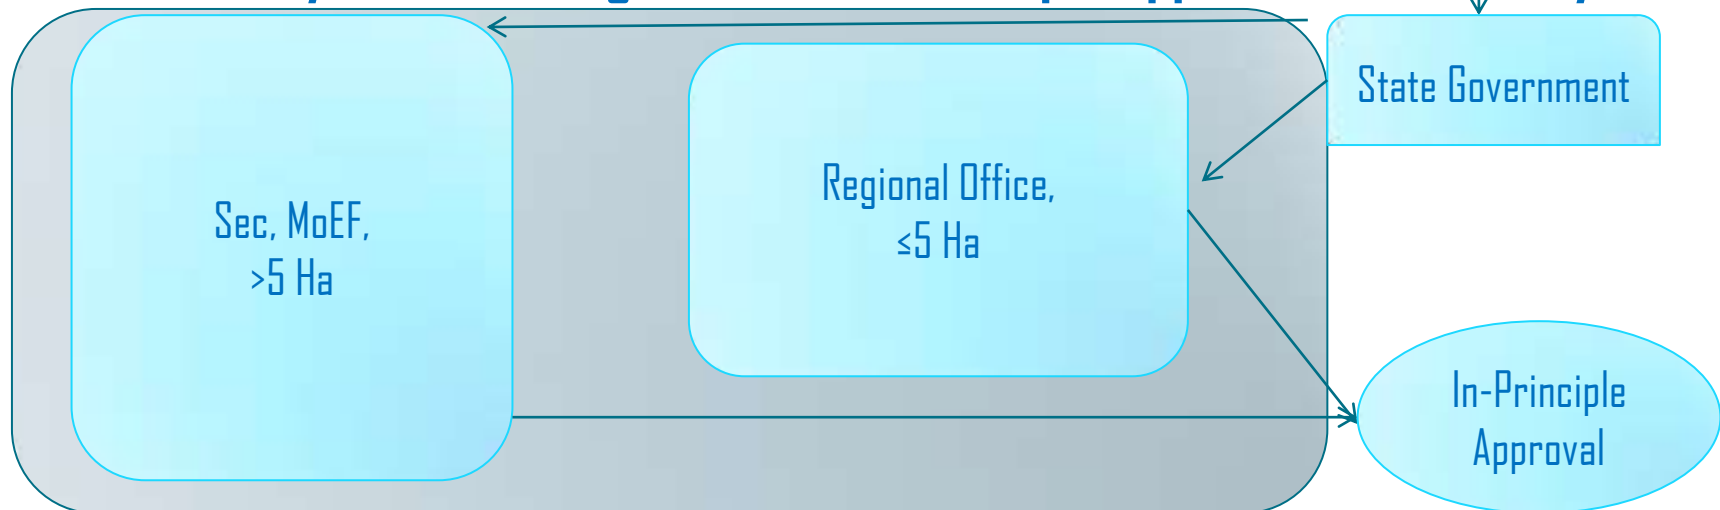 State Government
Sec, MoEF,
>5 Ha
Regional Office,
≤5 Ha
In-Principle
Approval